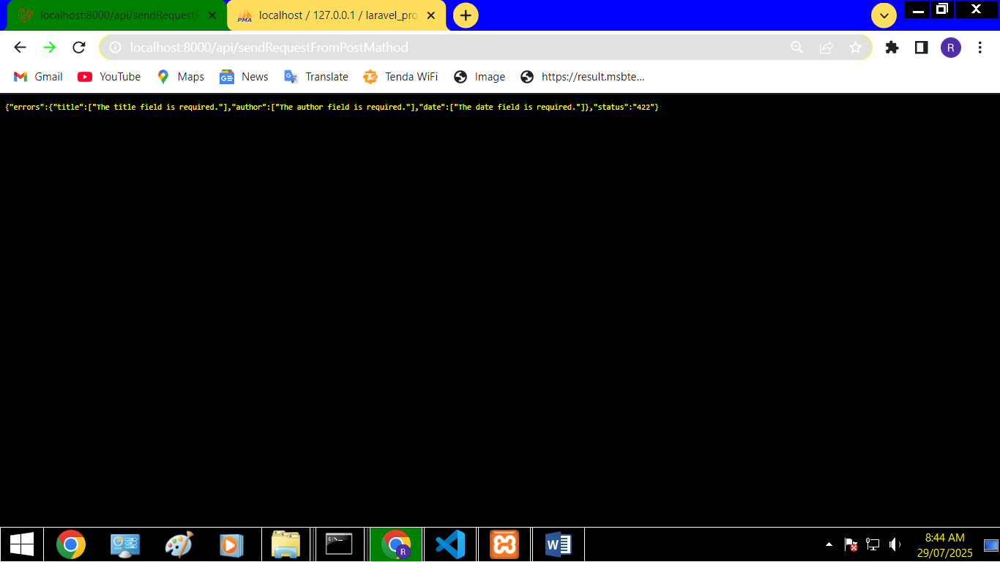 localhost:8000/api/sendRequestF
localhost / 127.0.0.1 / laravel_pro
localhost:8000/api/sendRequestFromPostMathod
R
Gmail
YouTube
Maps
News
Translate
Tenda WiFi
Image
https://result.msbte...
{"errors":{"title":["The title field is required."],"author":["The author field is required."],"date":["The date field is required."]},"status":"422"}
8:44 AM
29/07/2025